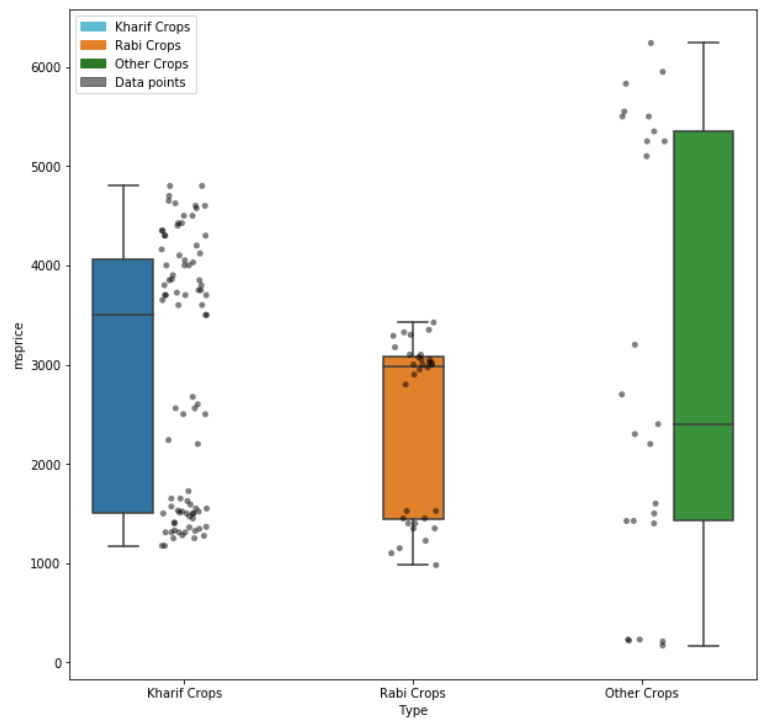 Kharif Crops
Rabi Crops
Other Crops
Data points
6000
5000
4000
3000
2000
1000
0
msprice
Kharif Crops
Rabi Crops
Other Crops
Type